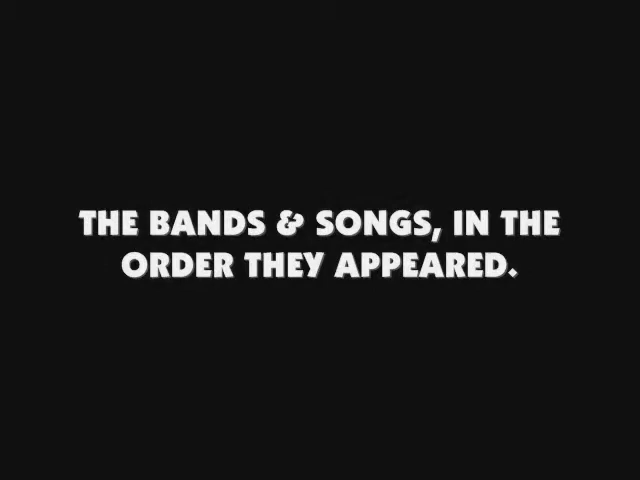 THE BANDS & SONGS, IN THE
ORDER THEY APPEARED.